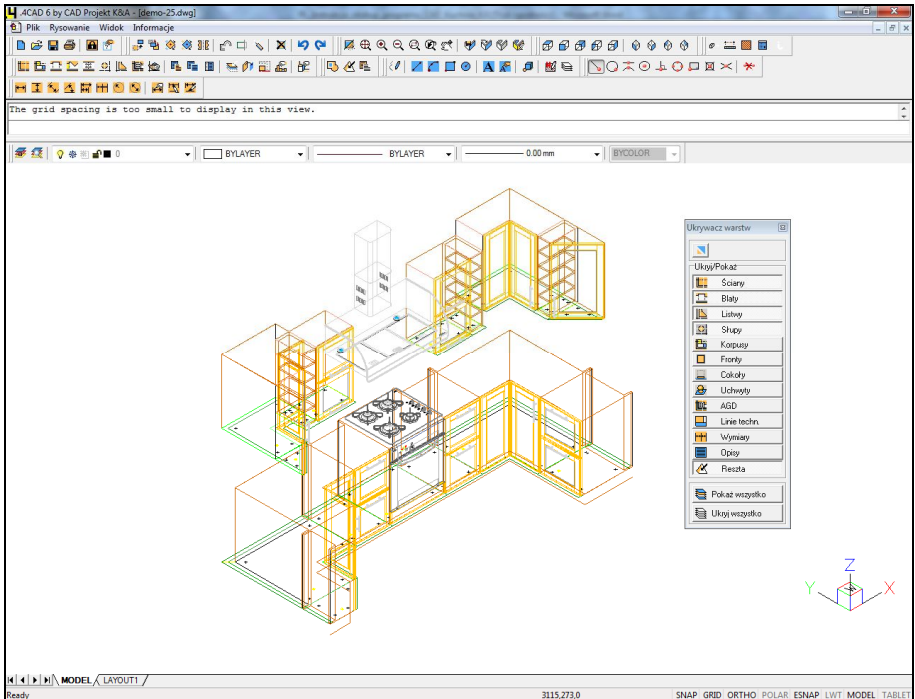 .4CAD 6 by CAD Projekt K&A - [demo-25.dwg]
Plik Rysowanie Widok Informacje
The grid spacing is too small to display in this view.
0 BYLAYER BYLAYER 0.00 mm BYCOLOR
Ukrywacz warstw
Ukryj/Pokaż
Ściany
Blaty
Listwy
Słupy
Korpusy
Fronty
Cokoły
Uchwyty
AGD
Linie techn.
Wymiary
Opisy
Reszta
Pokaż wszystko
Ukryj wszystko
Z
Y X
MODEL LAYOUT1
Ready 3115,273,0 SNAP GRID ORTHO POLAR ESNAP LWT MODEL TABLET